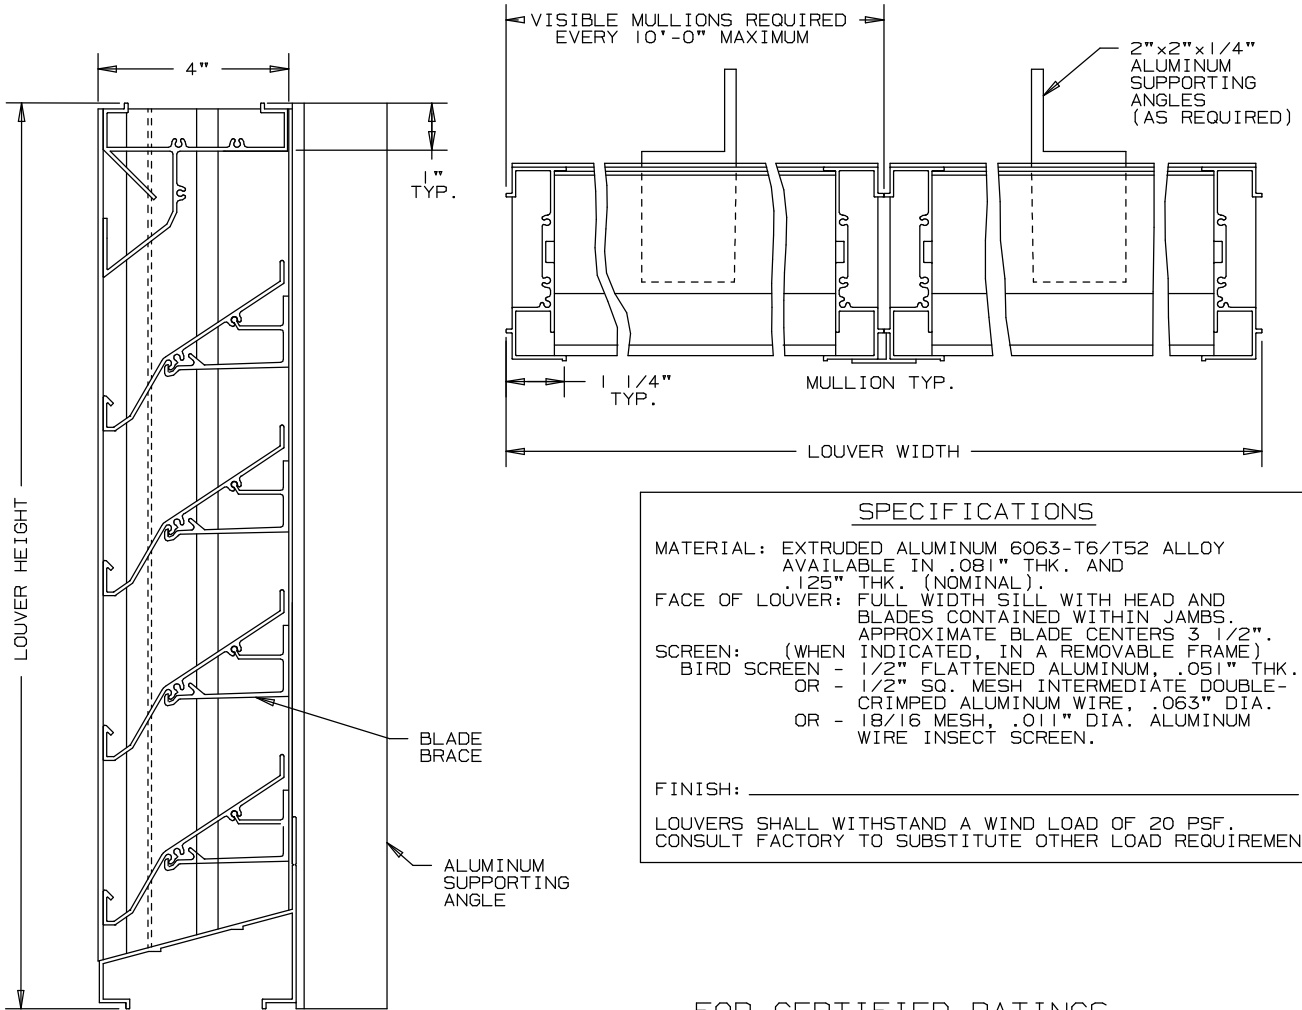 VISIBLE MULLIONS REQUIRED
EVERY 10'-0" MAXIMUM
4"
2"x2"x1/4"
ALUMINUM
SUPPORTING
ANGLES
(AS REQUIRED)
1"
TYP.
1 1/4"
TYP.
MULLION TYP.
LOUVER WIDTH
LOUVER HEIGHT
SPECIFICATIONS
MATERIAL: EXTRUDED ALUMINUM 6063-T6/T52 ALLOY
AVAILABLE IN .081" THK. AND
.125" THK. (NOMINAL).
FACE OF LOUVER: FULL WIDTH SILL WITH HEAD AND
BLADES CONTAINED WITHIN JAMBS.
APPROXIMATE BLADE CENTERS 3 1/2".
SCREEN: (WHEN INDICATED, IN A REMOVABLE FRAME)
BIRD SCREEN - 1/2" FLATTENED ALUMINUM, .051" THK.
OR - 1/2" SQ. MESH INTERMEDIATE DOUBLE-
CRIMPED ALUMINUM WIRE, .063" DIA.
OR - 18/16 MESH, .011" DIA. ALUMINUM
WIRE INSECT SCREEN.
FINISH:
LOUVERS SHALL WITHSTAND A WIND LOAD OF 20 PSF.
CONSULT FACTORY TO SUBSTITUTE OTHER LOAD REQUIREMEN
BLADE
BRACE
ALUMINUM
SUPPORTING
ANGLE
FOR CERTIFIED RATINGS